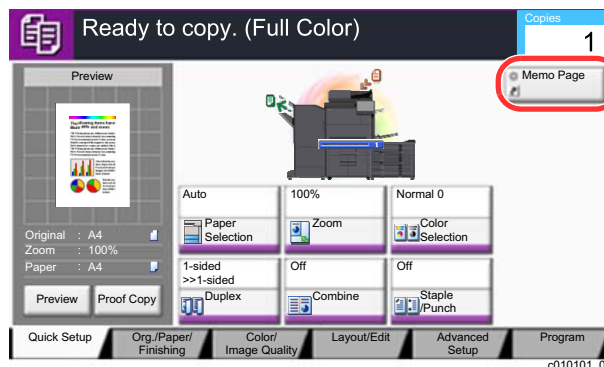 Ready to copy. (Full Color)
Copies
1
Memo Page
Preview
Original : A4
Zoom : 100%
Paper : A4
Preview
Proof Copy
1
Auto
Paper
Selection
100%
Zoom
Normal 0
Color
Selection
1-sided
>>1-sided
Duplex
Off
Combine
Off
Staple
/Punch
Quick Setup
Org./Paper/
Finishing
Color/
Image Quality
Layout/Edit
Advanced
Setup
Program